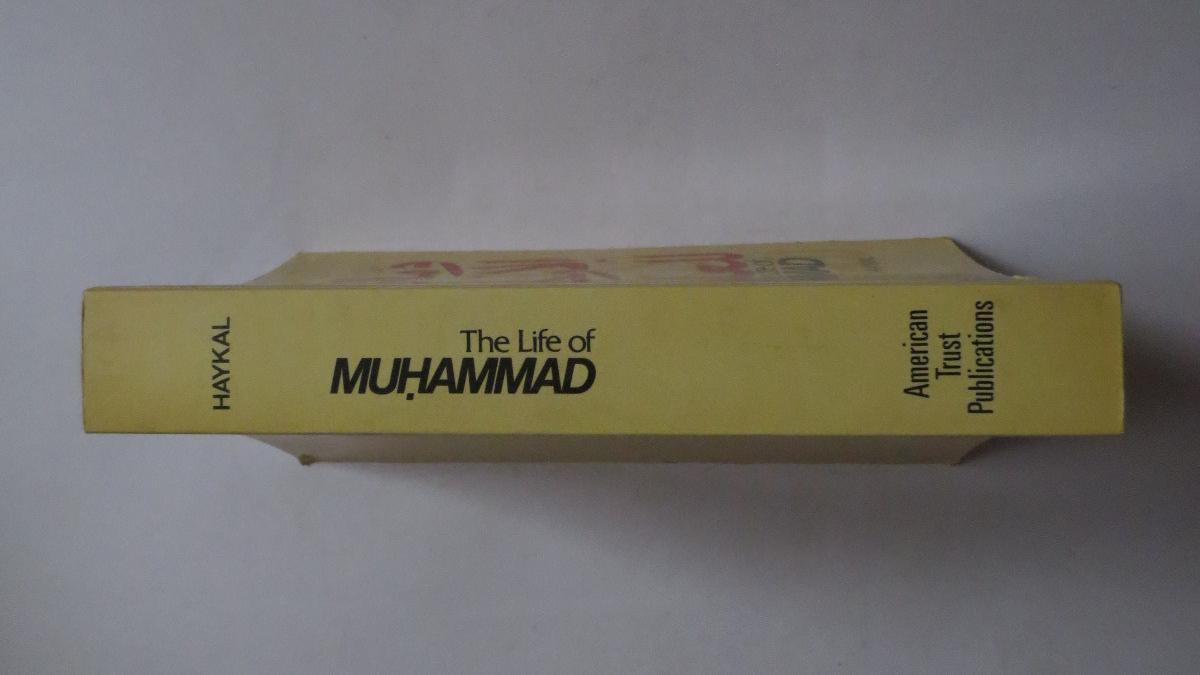 HAYKAL
The Life of
MUḤAMMAD
American
Trust
Publications